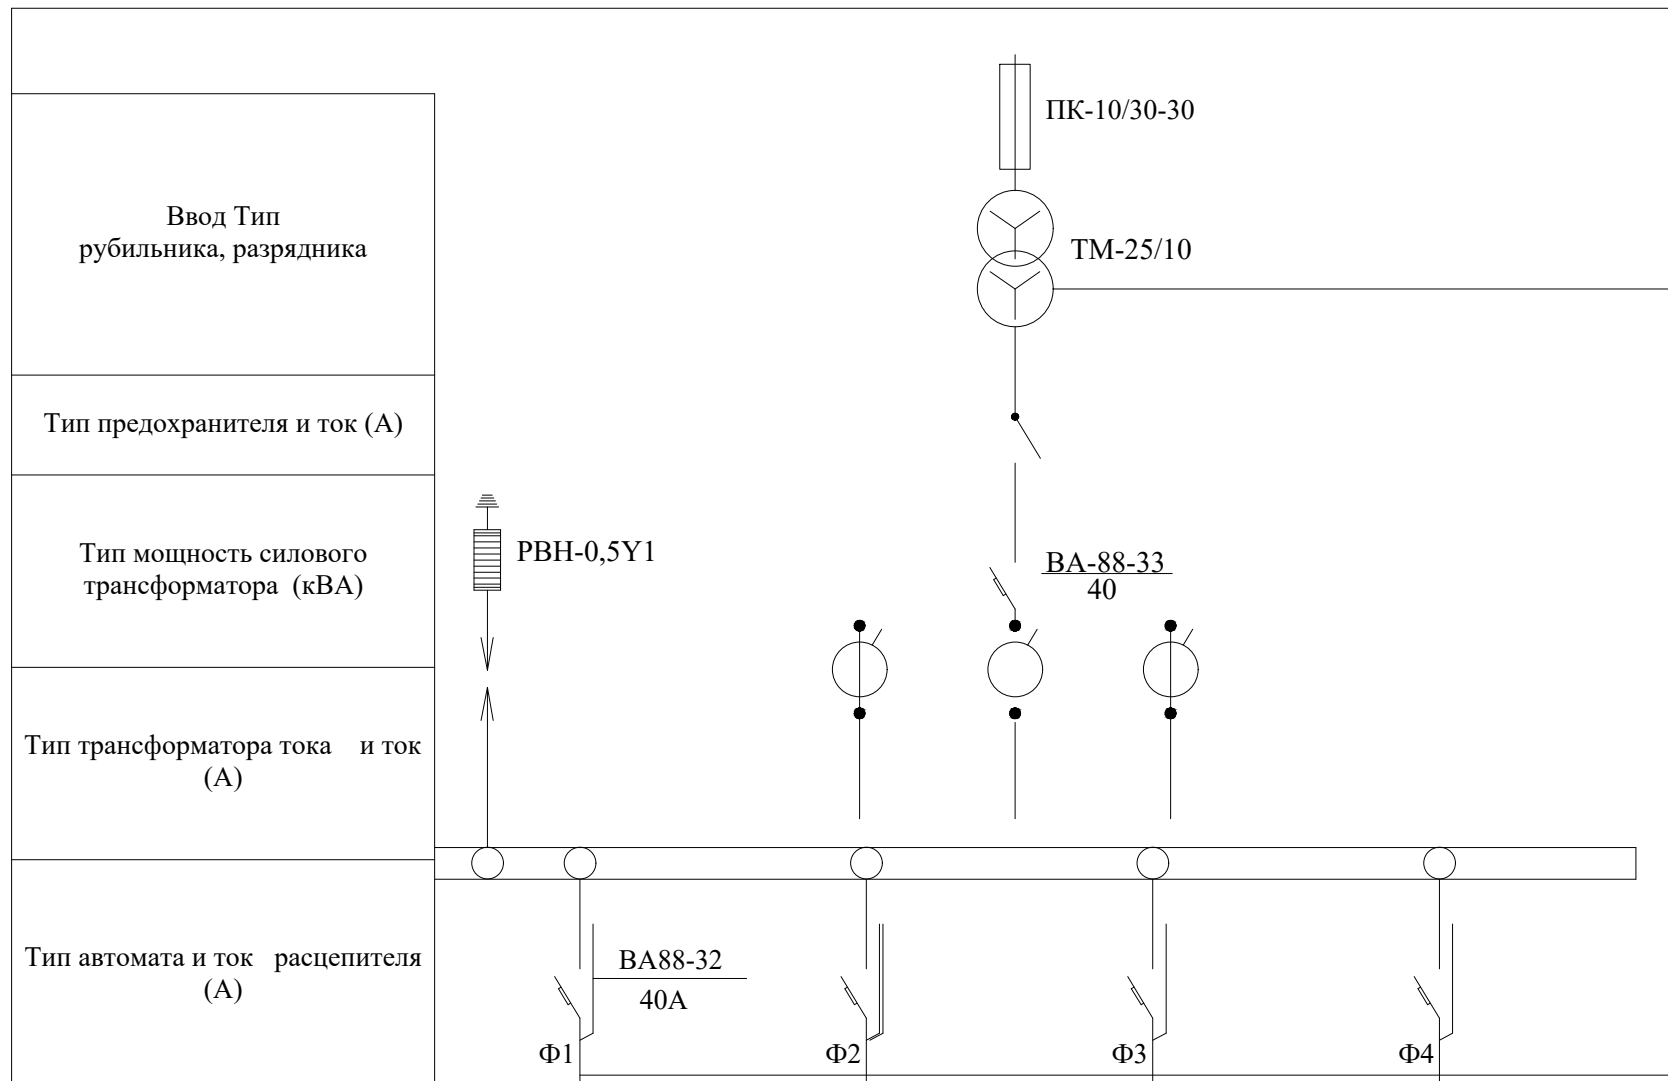 ПК-10/30-30
Ввод Тип
рубильника, разрядника
ТМ-25/10
Тип предохранителя и ток (А)
Тип мощность силового
трансформатора (кВА)
РВН-0,5Y1
ВА-88-33
40
Тип трансформатора тока и ток
(А)
Тип автомата и ток расцепителя
(А)
ВА88-32
40А
Ф1
Ф2
Ф3
Ф4